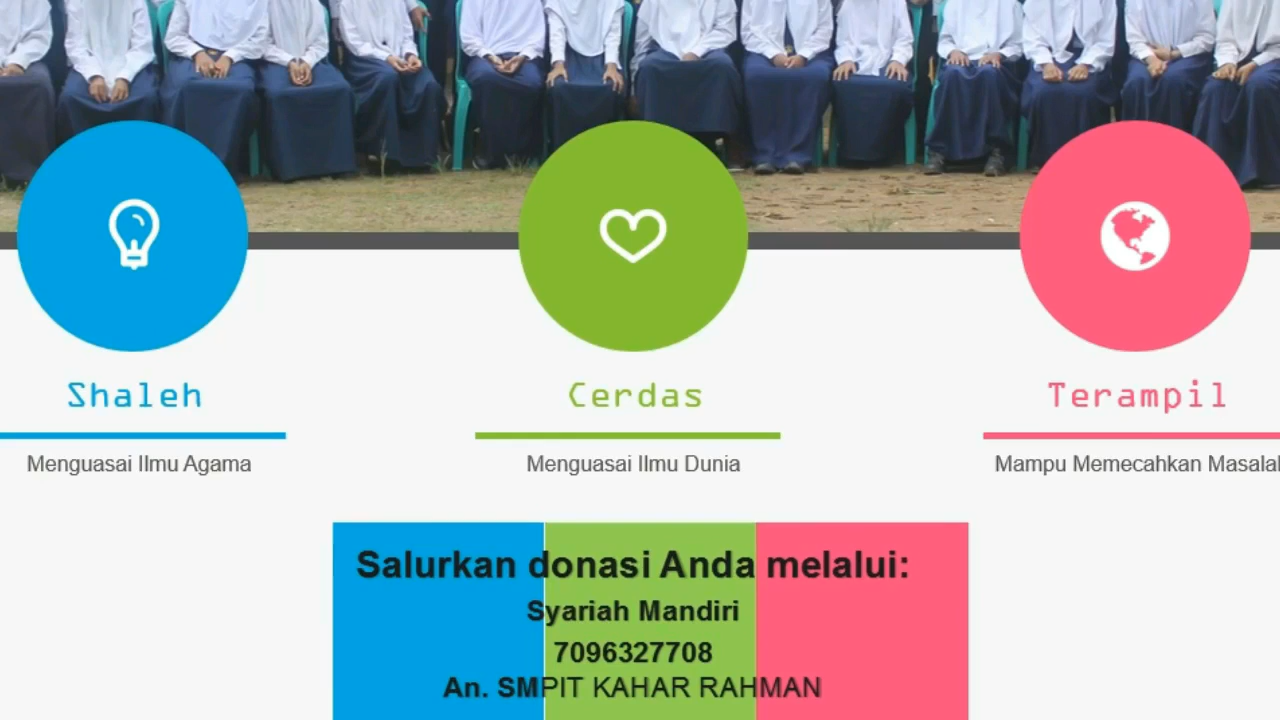 Shaleh
Cerdas
Terampil
Menguasai Ilmu Agama
Menguasai Ilmu Dunia
Mampu Memecahkan Masalah
Salurkan donasi Anda melalui:
Syariah Mandiri
7096327708
An. SMPIT KAHAR RAHMAN